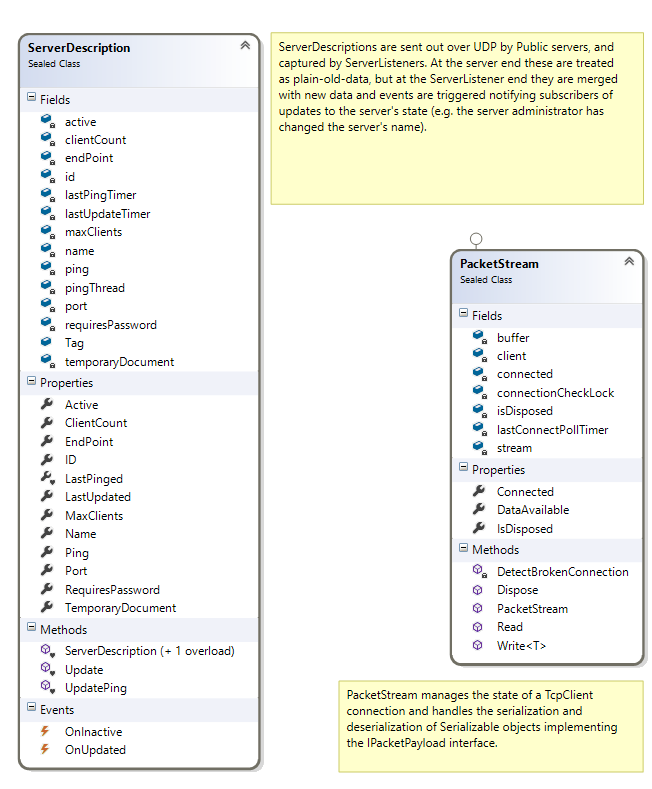 ServerDescription
Sealed Class
Fields
active
clientCount
endPoint
id
lastPingTimer
lastUpdateTimer
maxClients
name
ping
pingThread
port
requiresPassword
Tag
temporaryDocument
Properties
Active
ClientCount
EndPoint
ID
LastPinged
LastUpdated
MaxClients
Name
Ping
Port
RequiresPassword
TemporaryDocument
Methods
ServerDescription (+ 1 overload)
Update
UpdatePing
Events
OnInactive
OnUpdated
ServerDescriptions are sent out over UDP by Public servers, and
captured by ServerListeners. At the server end these are treated
as plain-old-data, but at the ServerListener end they are merged
with new data and events are triggered notifying subscribers of
updates to the server's state (e.g. the server administrator has
changed the server's name).
PacketStream
Sealed Class
Fields
buffer
client
connected
connectionCheckLock
isDisposed
lastConnectPollTimer
stream
Properties
Connected
DataAvailable
IsDisposed
Methods
DetectBrokenConnection
Dispose
PacketStream
Read
Write<T>
PacketStream manages the state of a TcpClient
connection and handles the serialization and
deserialization of Serializable objects implementing
the IPacketPayload interface.